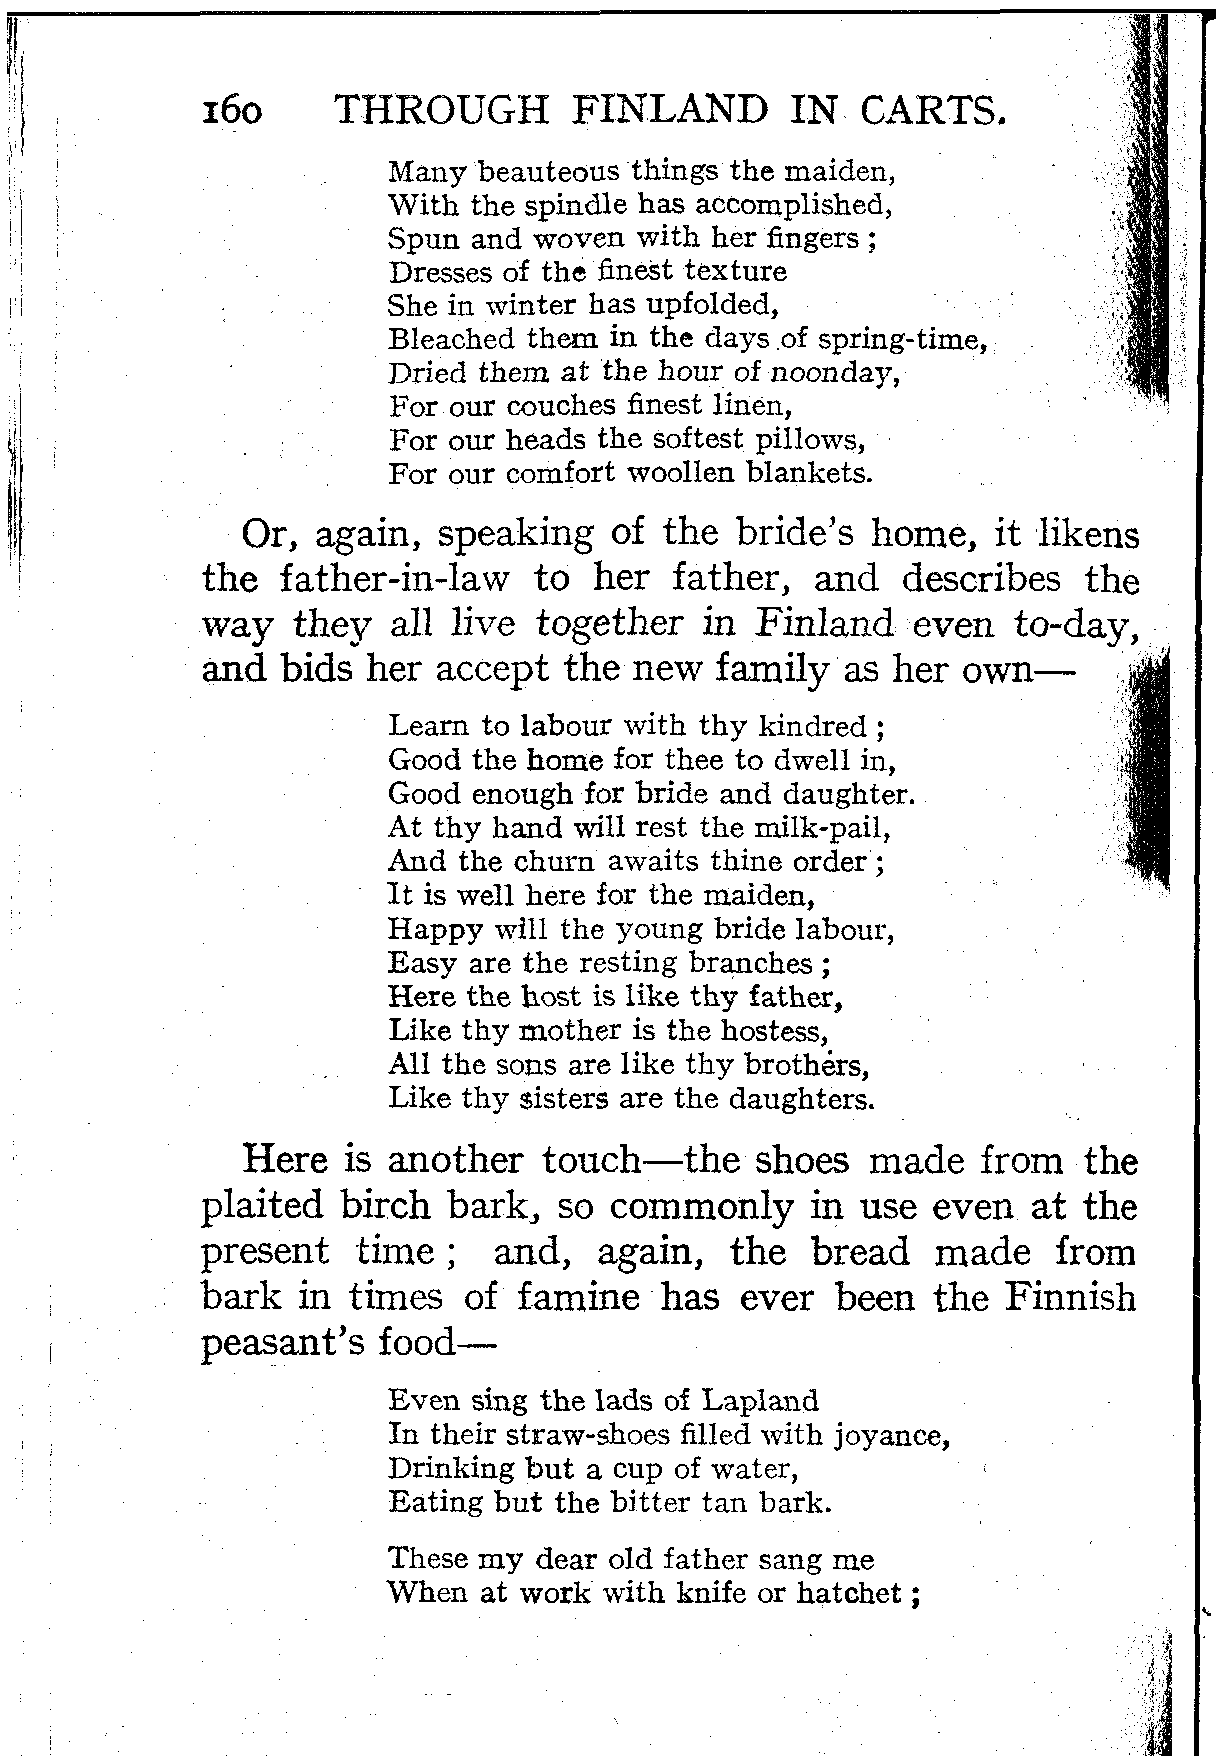 160 THROUGH FINLAND IN CARTS.
Many beauteous things the maiden,
With the spindle has accomplished,
Spun and woven with her fingers ;
Dresses of the finest texture
She in winter has upfolded,
Bleached them in the days of spring-time,
Dried them at the hour of noonday,
For our couches finest linen,
For our heads the softest pillows,
For our comfort woollen blankets.
Or, again, speaking of the bride's home, it likens
the father-in-law to her father, and describes the
way they all live together in Finland even to-day,
and bids her accept the new family as her own—
Learn to labour with thy kindred ;
Good the home for thee to dwell in,
Good enough for bride and daughter.
At thy hand will rest the milk-pail,
And the churn awaits thine order ;
It is well here for the maiden,
Happy will the young bride labour,
Easy are the resting branches ;
Here the host is like thy father,
Like thy mother is the hostess,
All the sons are like thy brothers,
Like thy sisters are the daughters.
Here is another touch—the shoes made from the
plaited birch bark, so commonly in use even at the
present time ; and, again, the bread made from
bark in times of famine has ever been the Finnish
peasant's food—
Even sing the lads of Lapland
In their straw-shoes filled with joyance,
Drinking but a cup of water,
Eating but the bitter tan bark.
These my dear old father sang me
When at work with knife or hatchet ;